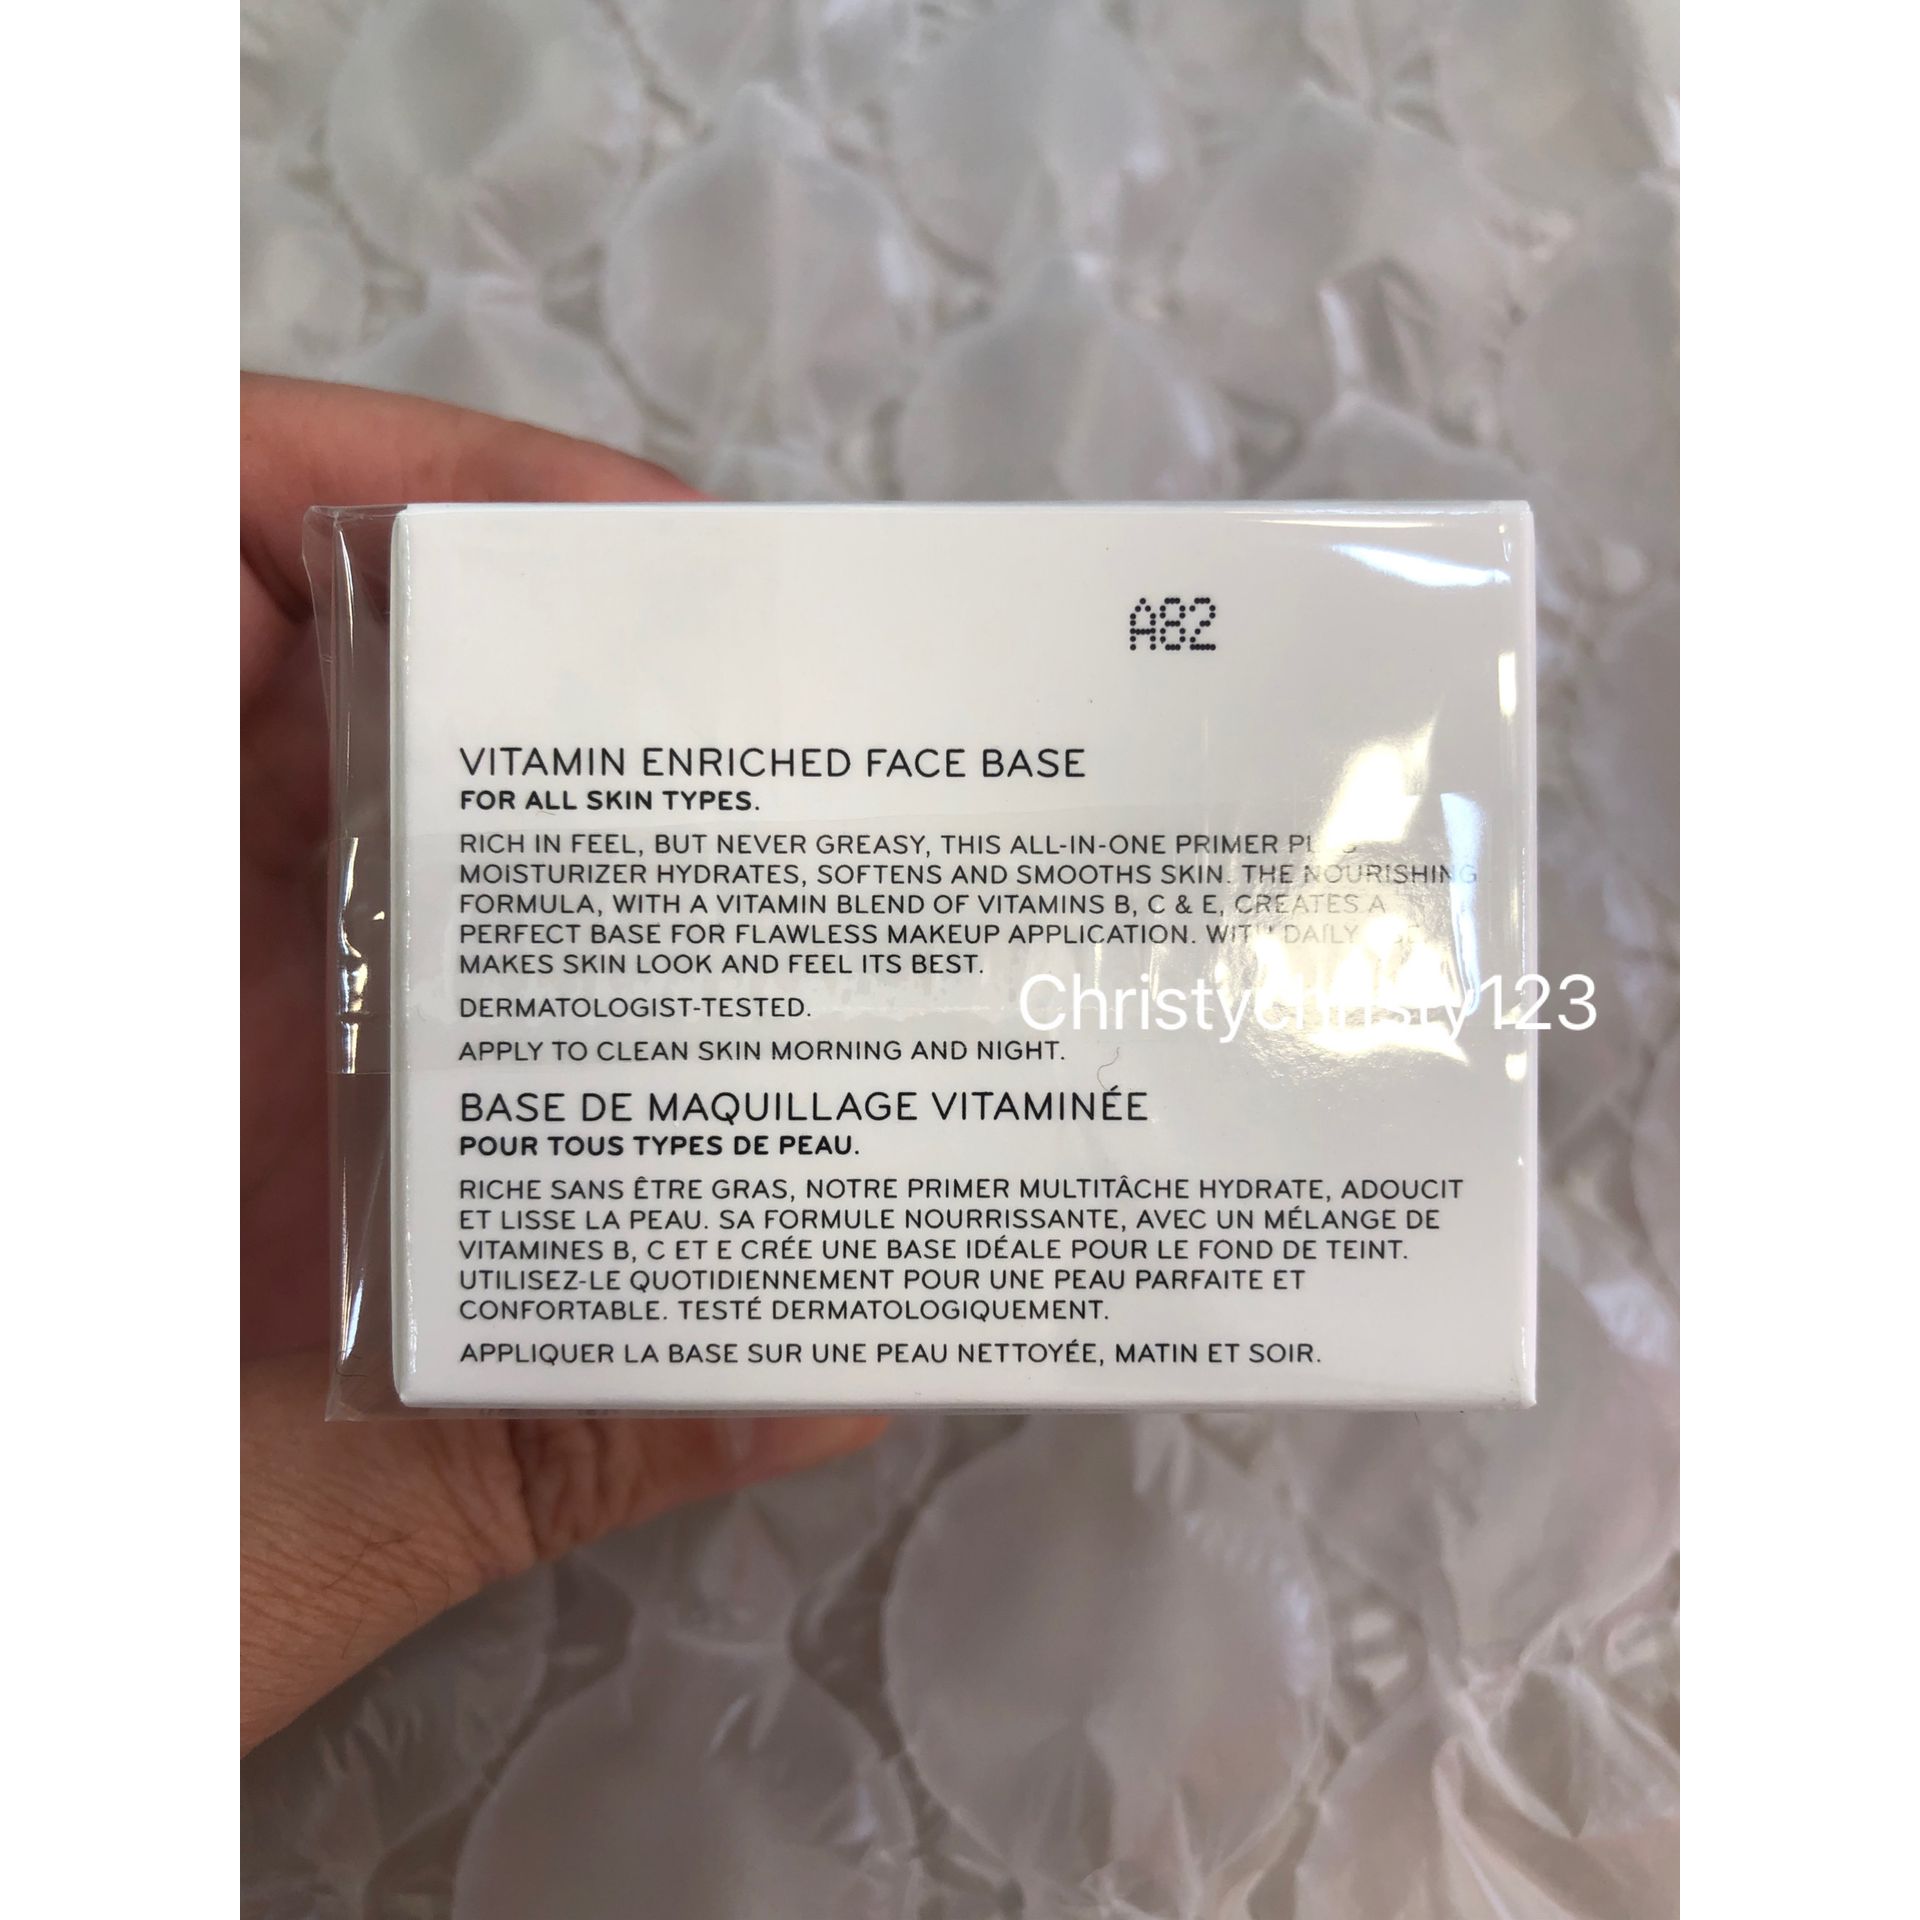 A82
VITAMIN ENRICHED FACE BASE
FOR ALL SKIN TYPES.
RICH IN FEEL, BUT NEVER GREASY, THIS ALL-IN-ONE PRIMER
MOISTURIZER HYDRATES, SOFTENS AND SMOOTHS SKIN. THE NOURISHING
FORMULA, WITH A VITAMIN BLEND OF VITAMINS B, C & E, CREATES A
PERFECT BASE FOR FLAWLESS MAKEUP APPLICATION. WITH DAILY
MAKES SKIN LOOK AND FEEL ITS BEST.
DERMATOLOGIST-TESTED.
Christychristy123
APPLY TO CLEAN SKIN MORNING AND NIGHT.
BASE DE MAQUILLAGE VITAMINÉE
POUR TOUS TYPES DE PEAU.
RICHE SANS ÊTRE GRAS, NOTRE PRIMER MULTITÂCHE HYDRATE, ADOUCIT
ET LISSE LA PEAU. SA FORMULE NOURRISSANTE, AVEC UN MÉLANGE DE
VITAMINES B, C ET E CRÉE UNE BASE IDÉALE POUR LE FOND DE TEINT.
UTILISEZ-LE QUOTIDIENNEMENT POUR UNE PEAU PARFAITE ET
CONFORTABLE. TESTÉ DERMATOLOGIQUEMENT.
APPLIQUER LA BASE SUR UNE PEAU NETTOYÉE, MATIN ET SOIR.